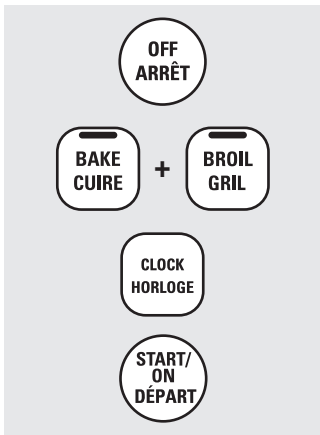 OFF
ARRÊT
BAKE
CUIRE
+
BROIL
GRIL
CLOCK
HORLOGE
START/
ON
DÉPART